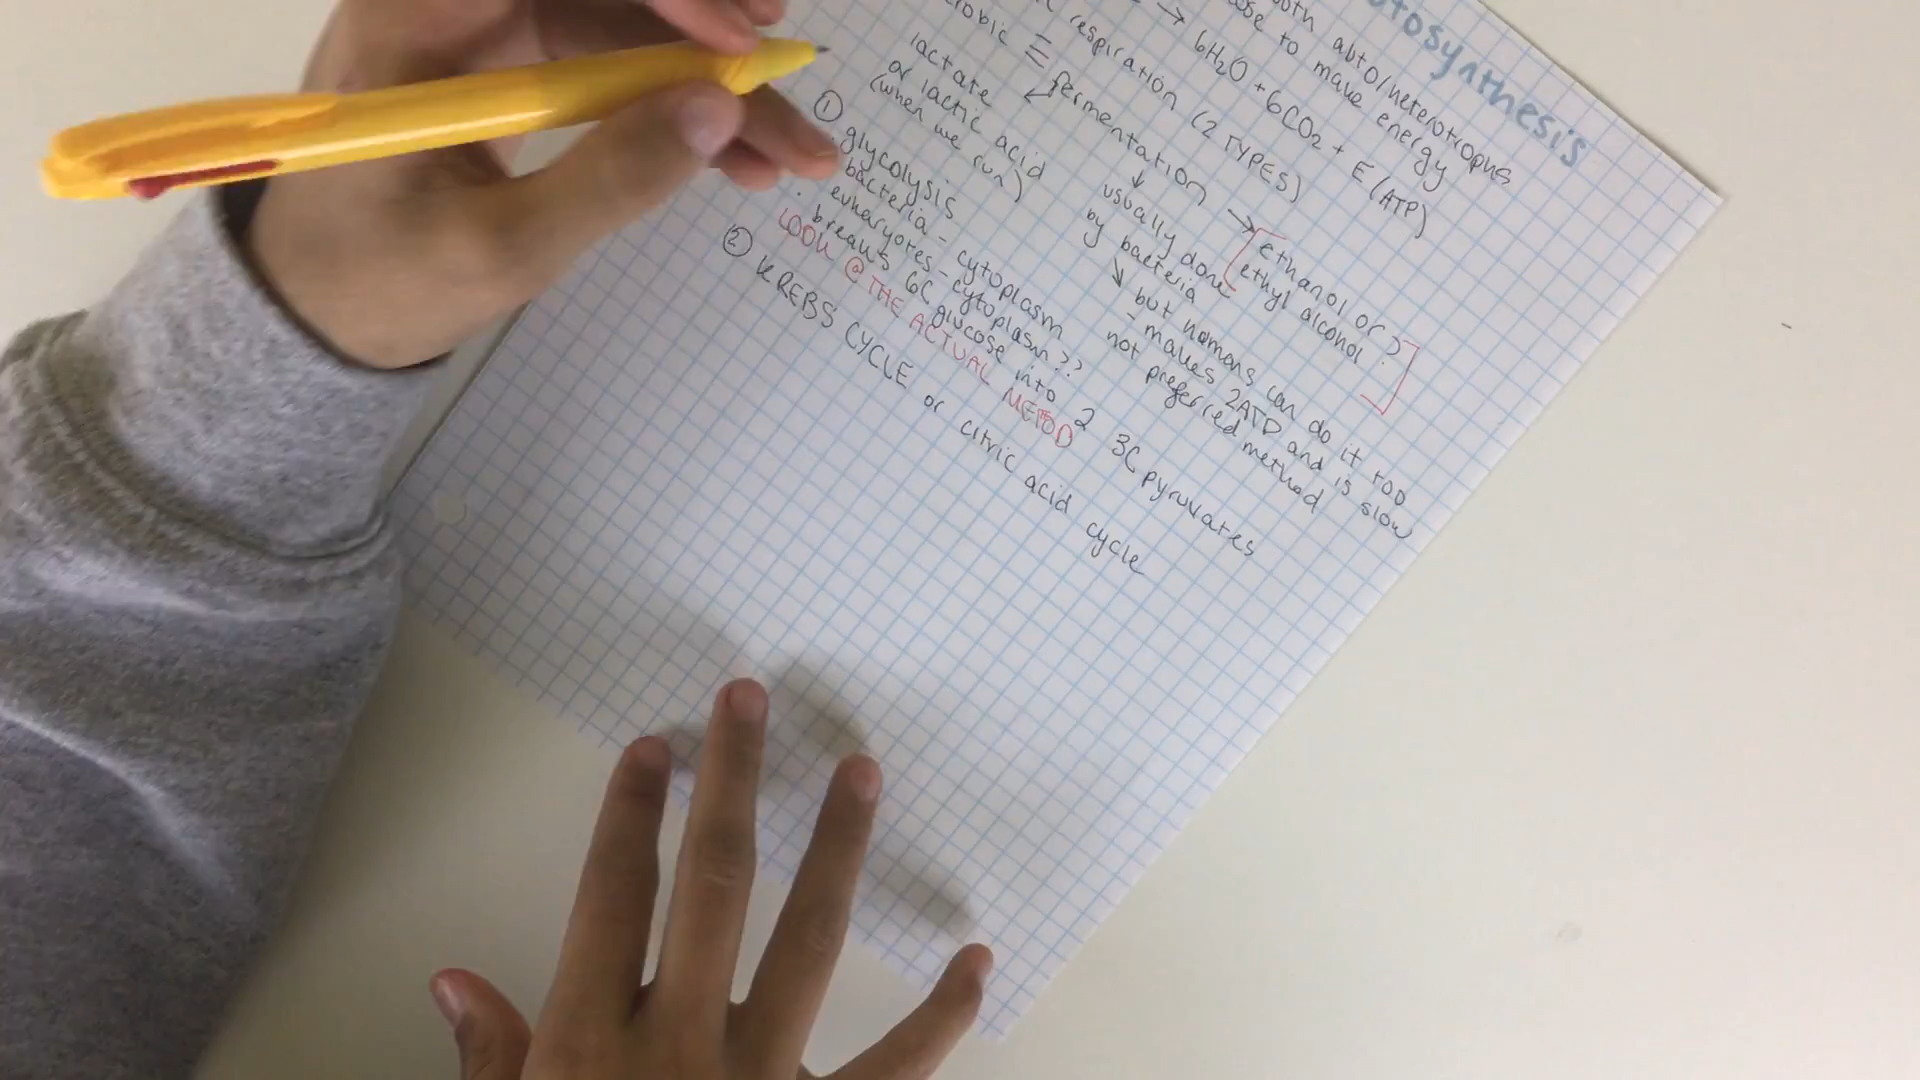 otosynthesis
both auto/heterotrophs
ose to make energy
→ 6H₂O + 6CO₂ + E (ATP)
respiration (2 TYPES)
robic ≡ fermentation → ethanol or ?
ethyl alcohol
lactate
or lactic acid
(when we run)
usually done
by bacteria
but humans can do it too
- makes 2ATP and is slow
not preferred method
① glycolysis
· bacteria - cytoplasm
eukaryotes - cytoplasm??
· breaks 6C glucose into 2 3C pyruvates
LOOK @ THE ACTUAL METOD
② KREBS CYCLE or citric acid cycle